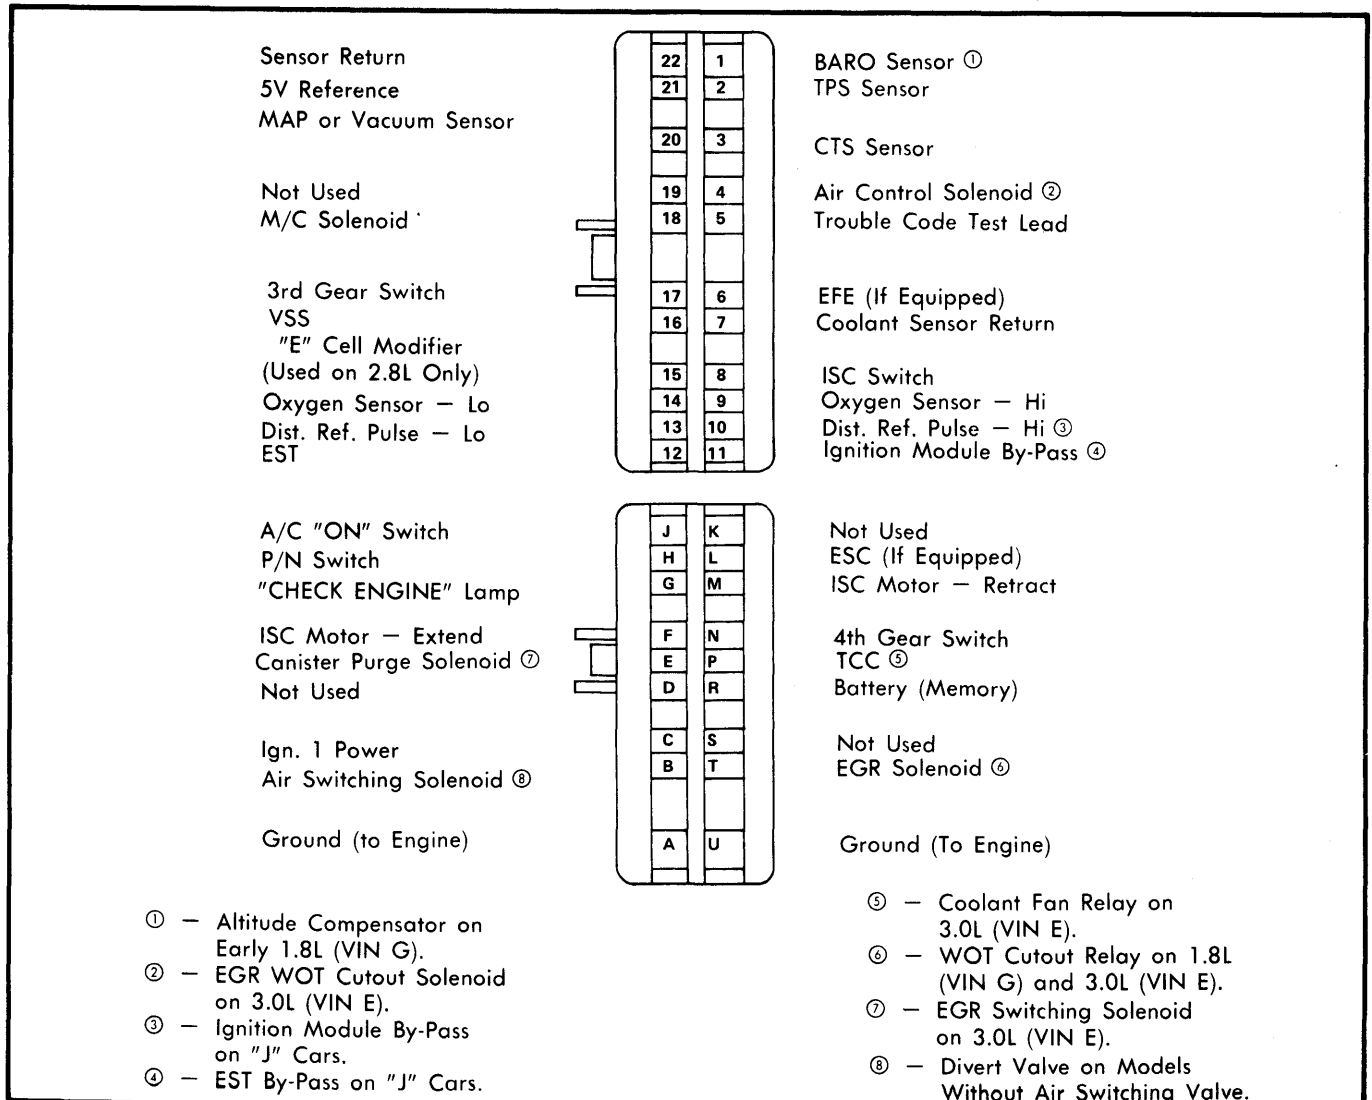 Sensor Return 22 1 BARO Sensor ①
5V Reference 21 2 TPS Sensor
MAP or Vacuum Sensor
20 3 CTS Sensor
Not Used 19 4 Air Control Solenoid ②
M/C Solenoid 18 5 Trouble Code Test Lead
3rd Gear Switch 17 6 EFE (If Equipped)
VSS 16 7 Coolant Sensor Return
"E" Cell Modifier
(Used on 2.8L Only) 15 8 ISC Switch
Oxygen Sensor — Lo 14 9 Oxygen Sensor — Hi
Dist. Ref. Pulse — Lo 13 10 Dist. Ref. Pulse — Hi ③
EST 12 11 Ignition Module By-Pass ④
A/C "ON" Switch J K Not Used
P/N Switch H L ESC (If Equipped)
"CHECK ENGINE" Lamp G M ISC Motor — Retract
ISC Motor — Extend F N 4th Gear Switch
Canister Purge Solenoid ⑦ E P TCC ⑤
Not Used D R Battery (Memory)
Ign. 1 Power C S Not Used
Air Switching Solenoid ⑧ B T EGR Solenoid ⑥
Ground (to Engine) A U Ground (To Engine)
① — Altitude Compensator on
Early 1.8L (VIN G).
② — EGR WOT Cutout Solenoid
on 3.0L (VIN E).
③ — Ignition Module By-Pass
on "J" Cars.
④ — EST By-Pass on "J" Cars.
⑤ — Coolant Fan Relay on
3.0L (VIN E).
⑥ — WOT Cutout Relay on 1.8L
(VIN G) and 3.0L (VIN E).
⑦ — EGR Switching Solenoid
on 3.0L (VIN E).
⑧ — Divert Valve on Models
Without Air Switching Valve.